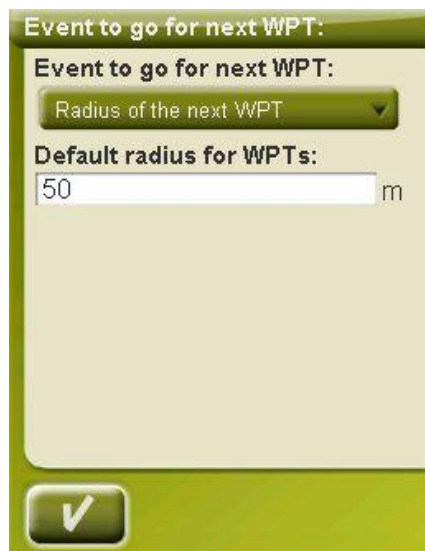 Event to go for next WPT:
Event to go for next WPT:
Radius of the next WPT
Default radius for WPTs:
50 m